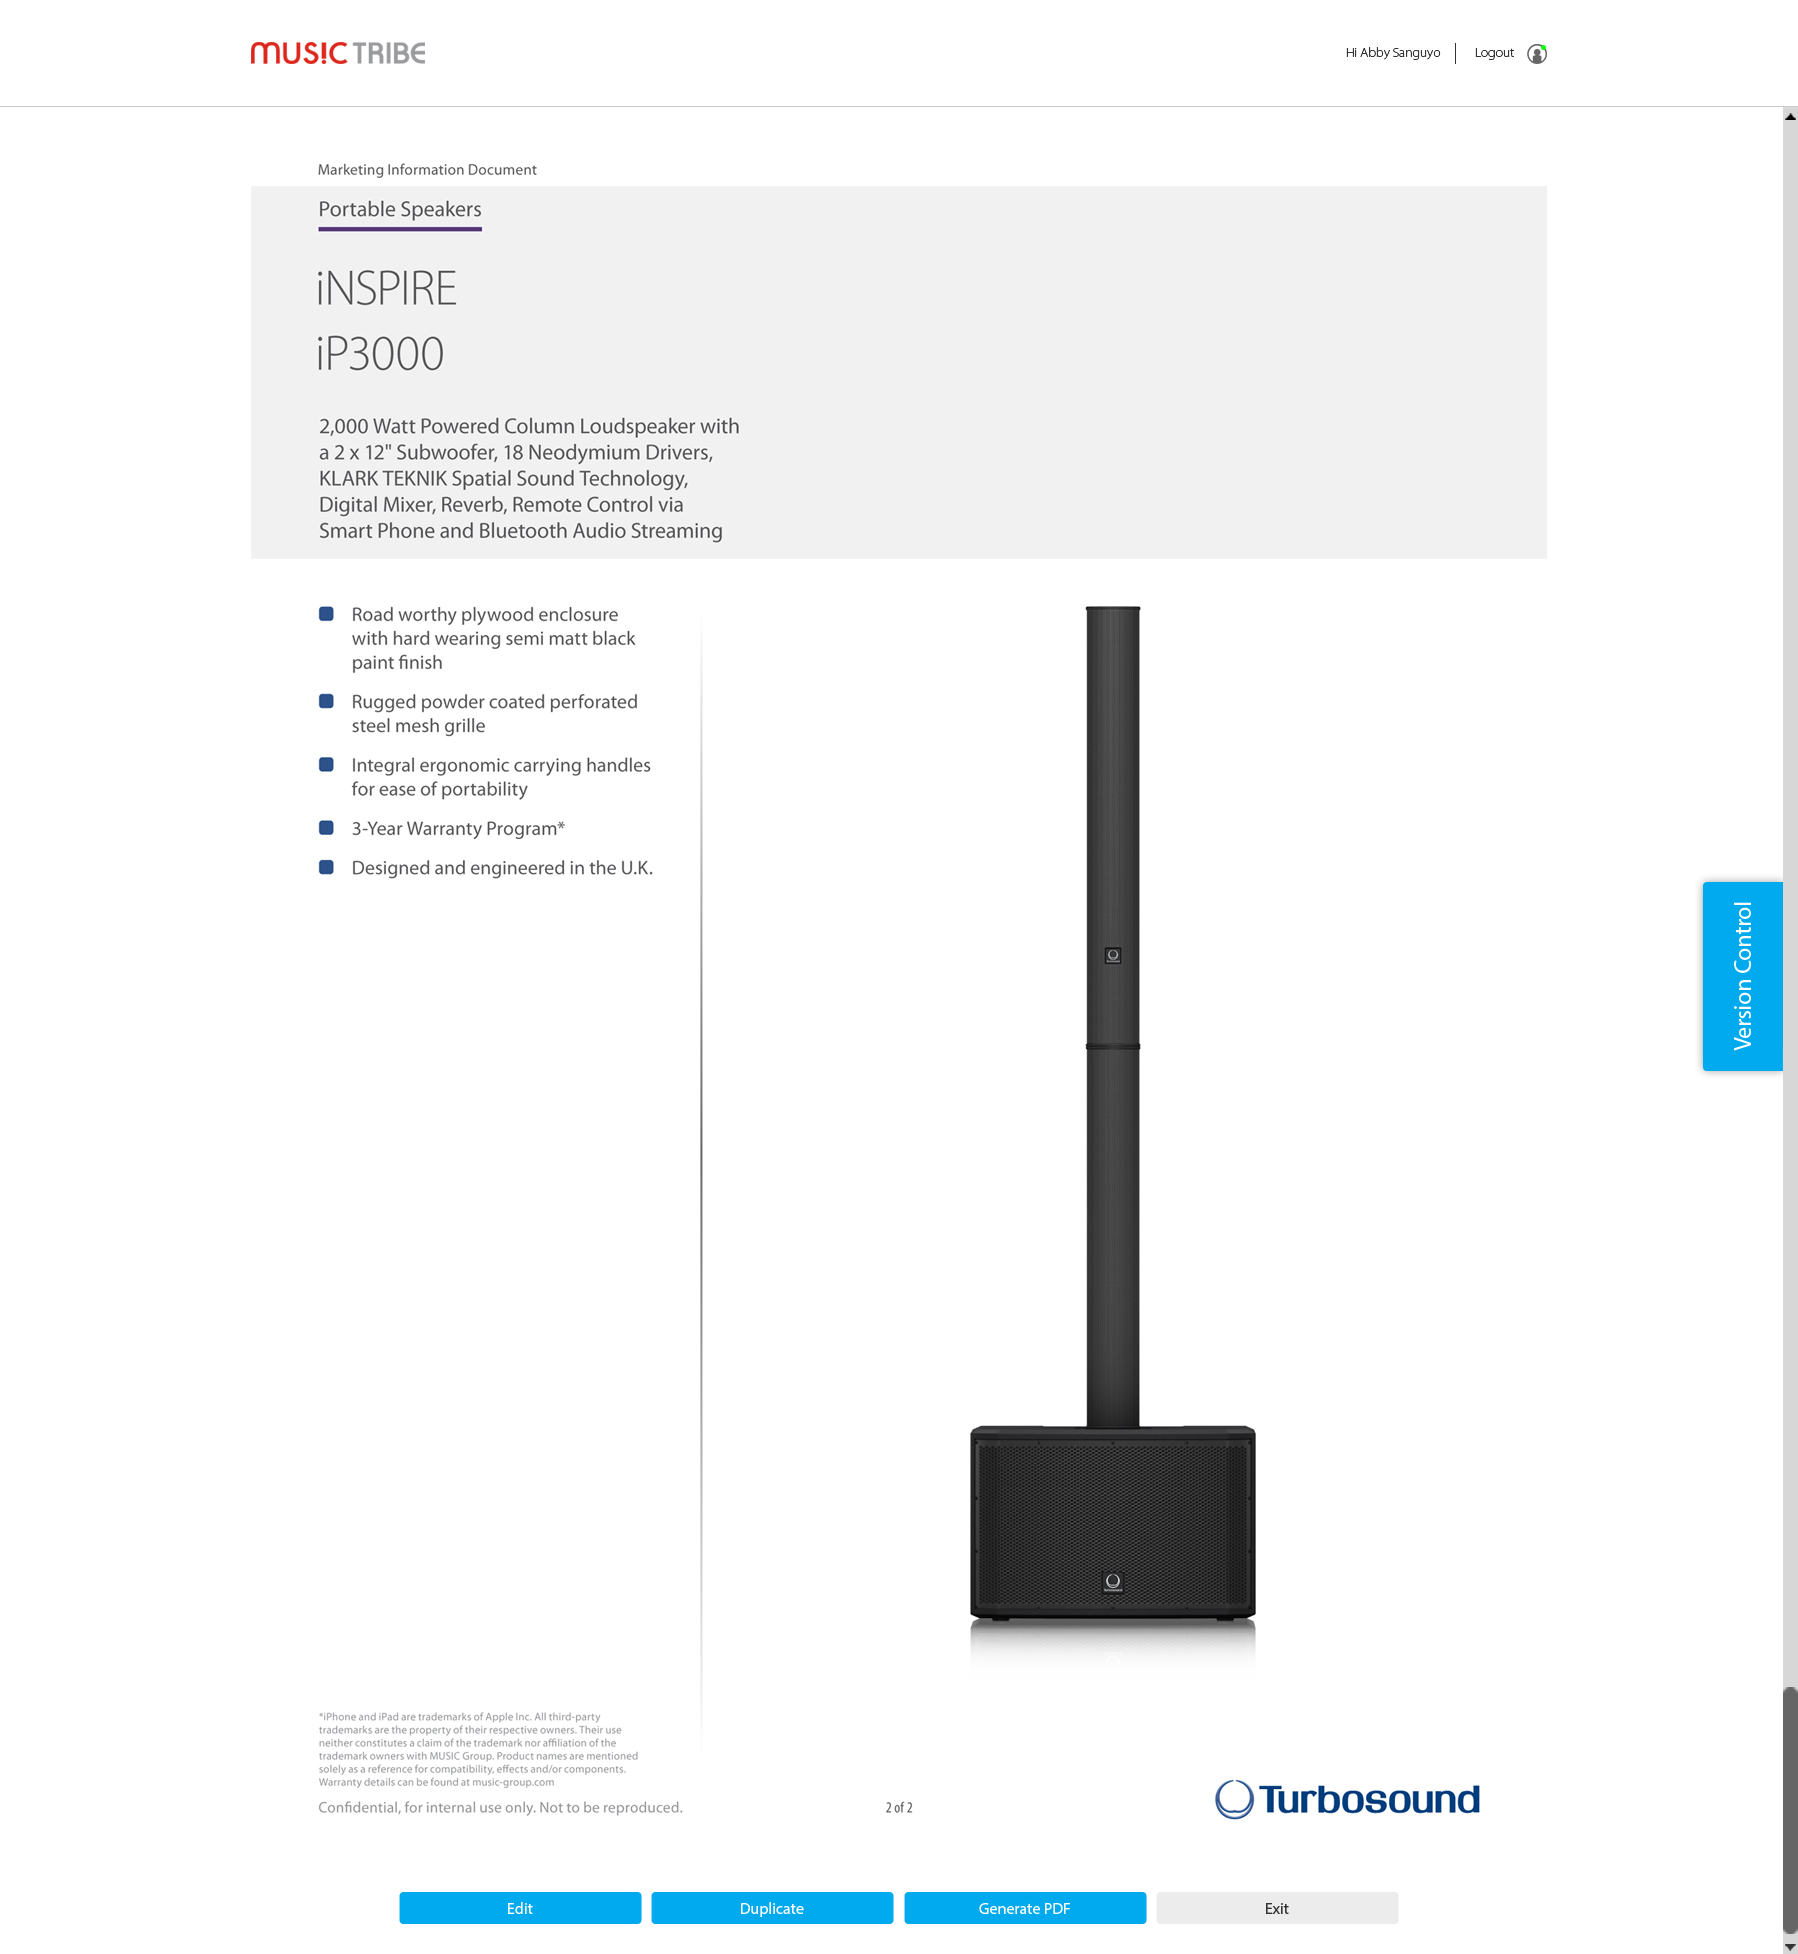 MUSIC TRIBE
Hi Abby Sanguyo
Logout
Marketing Information Document
Portable Speakers
iNSPIRE
iP3000
2,000 Watt Powered Column Loudspeaker with
a 2 x 12" Subwoofer, 18 Neodymium Drivers,
KLARK TEKNIK Spatial Sound Technology,
Digital Mixer, Reverb, Remote Control via
Smart Phone and Bluetooth Audio Streaming
Road worthy plywood enclosure
with hard wearing semi matt black
paint finish
Rugged powder coated perforated
steel mesh grille
Integral ergonomic carrying handles
for ease of portability
3-Year Warranty Program*
Designed and engineered in the U.K.
Version Control
*iPhone and iPad are trademarks of Apple Inc. All third-party
trademarks are the property of their respective owners. Their use
neither constitutes a claim of the trademark nor affiliation of the
trademark owners with MUSIC Group. Product names are mentioned
solely as a reference for compatibility, effects and/or components.
Warranty details can be found at music-group.com
Confidential, for internal use only. Not to be reproduced.
2 of 2
Turbosound
Edit
Duplicate
Generate PDF
Exit